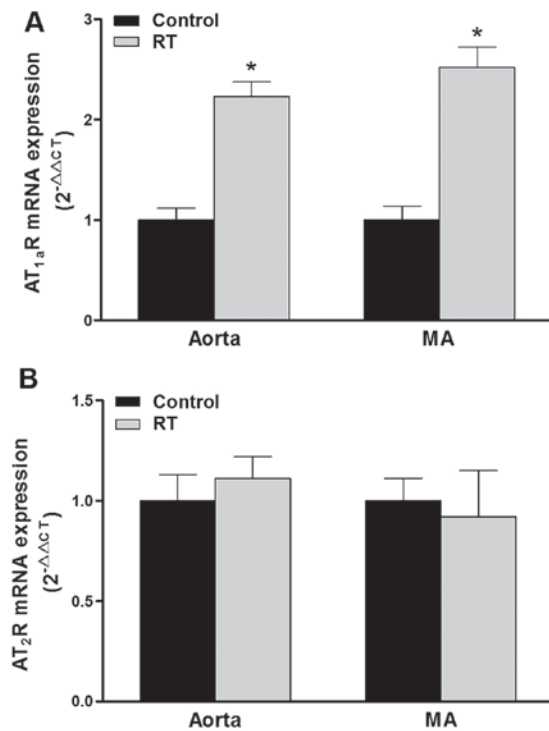 A
Control
RT
AT1aR mRNA expression
(2-ΔΔCT)
3
2
1
0
*
*
Aorta
MA
B
Control
RT
AT2R mRNA expression
(2-ΔΔCT)
1.5
1.0
0.5
0.0
Aorta
MA